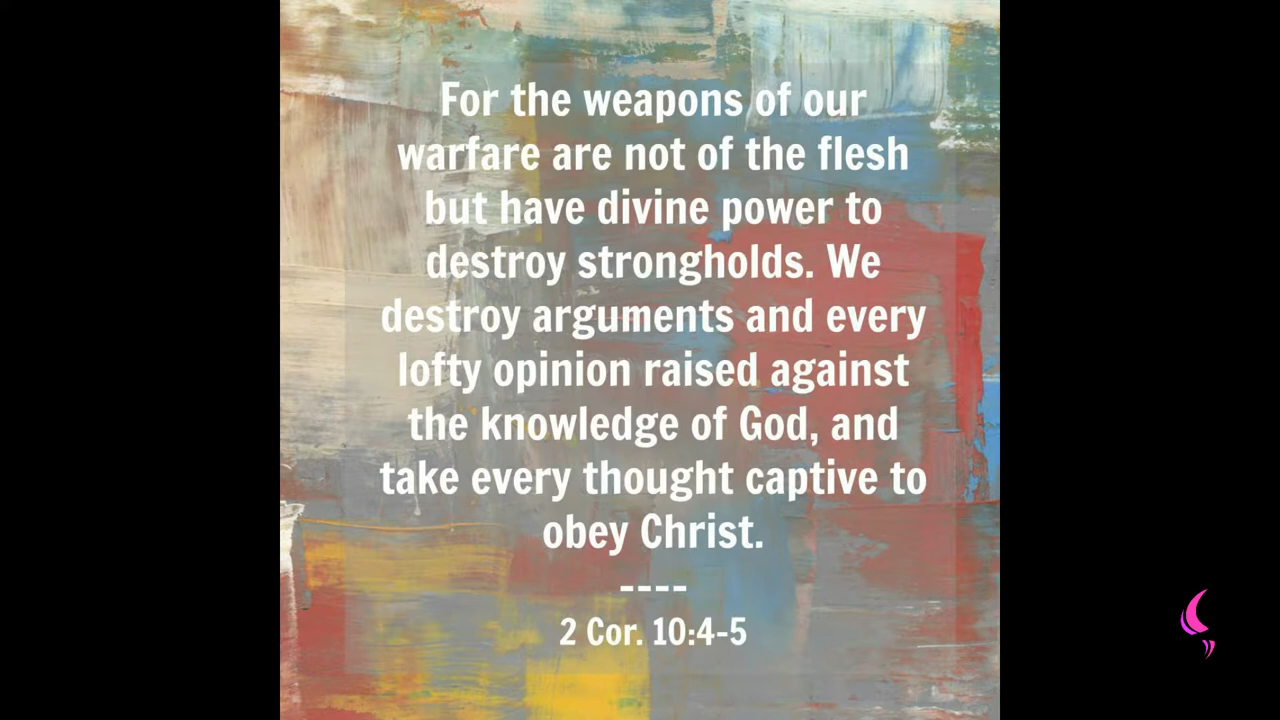 For the weapons of our
warfare are not of the flesh
but have divine power to
destroy strongholds. We
destroy arguments and every
lofty opinion raised against
the knowledge of God, and
take every thought captive to
obey Christ.
----
2 Cor. 10:4-5